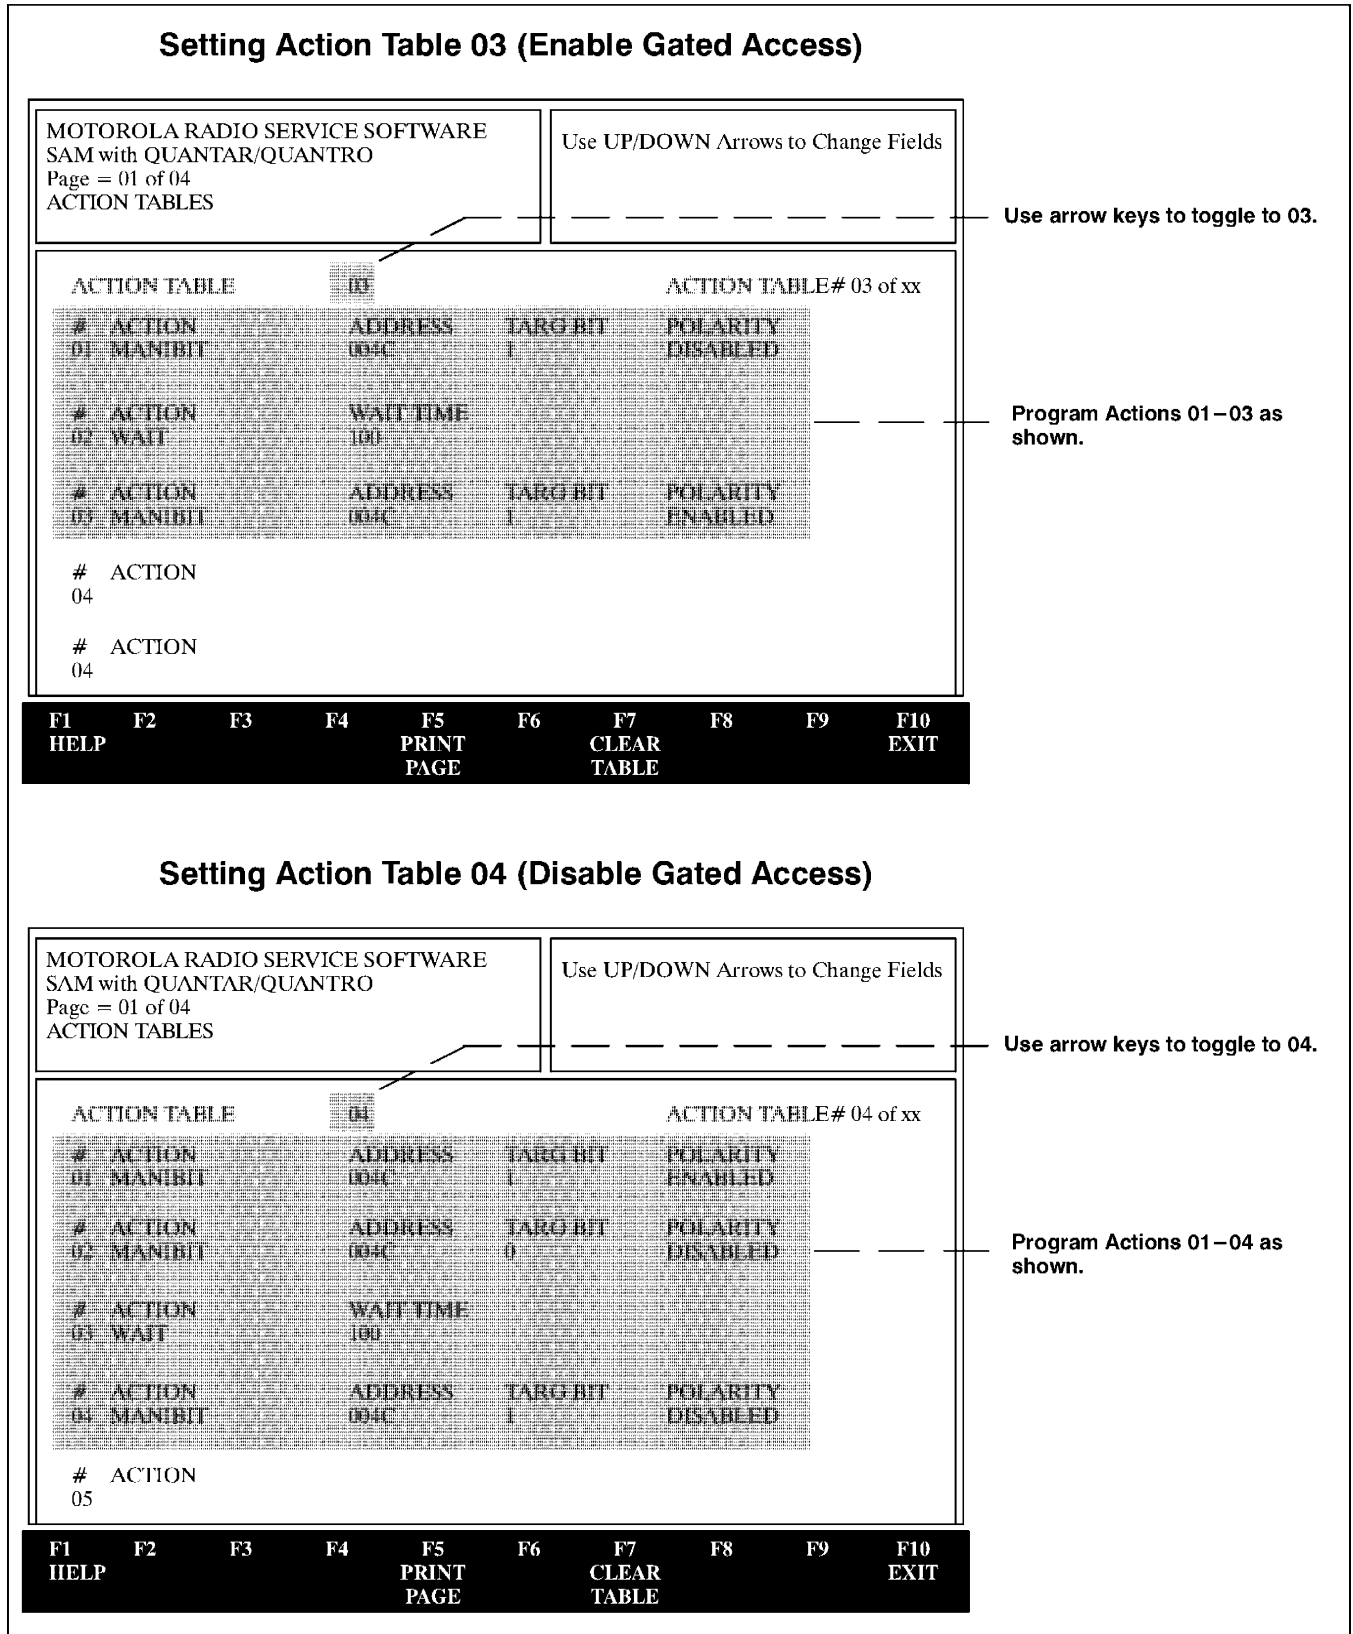 Setting Action Table 03 (Enable Gated Access)
MOTOROLA RADIO SERVICE SOFTWARE
SAM with QUANTAR/QUANTRO
Page = 01 of 04
ACTION TABLES
Use UP/DOWN Arrows to Change Fields
Use arrow keys to toggle to 03.
ACTION TABLE 03 ACTION TABLE# 03 of xx
# ACTION ADDRESS TARG BIT POLARITY
01 MANIBIT 004C 1 DISABLED
# ACTION WAIT TIME
02 WAIT 100
Program Actions 01–03 as
shown.
# ACTION ADDRESS TARG BIT POLARITY
03 MANIBIT 004C 1 ENABLED
# ACTION
04
# ACTION
04
F1 F2 F3 F4 F5 F6 F7 F8 F9 F10
HELP PRINT CLEAR EXIT
PAGE TABLE
Setting Action Table 04 (Disable Gated Access)
MOTOROLA RADIO SERVICE SOFTWARE
SAM with QUANTAR/QUANTRO
Page = 01 of 04
ACTION TABLES
Use UP/DOWN Arrows to Change Fields
Use arrow keys to toggle to 04.
ACTION TABLE 04 ACTION TABLE# 04 of xx
# ACTION ADDRESS TARG BIT POLARITY
01 MANIBIT 004C 1 ENABLED
# ACTION ADDRESS TARG BIT POLARITY
02 MANIBIT 004C 0 DISABLED
Program Actions 01–04 as
shown.
# ACTION WAIT TIME
03 WAIT 100
# ACTION ADDRESS TARG BIT POLARITY
04 MANIBIT 004C 1 DISABLED
# ACTION
05
F1 F2 F3 F4 F5 F6 F7 F8 F9 F10
HELP PRINT CLEAR EXIT
PAGE TABLE